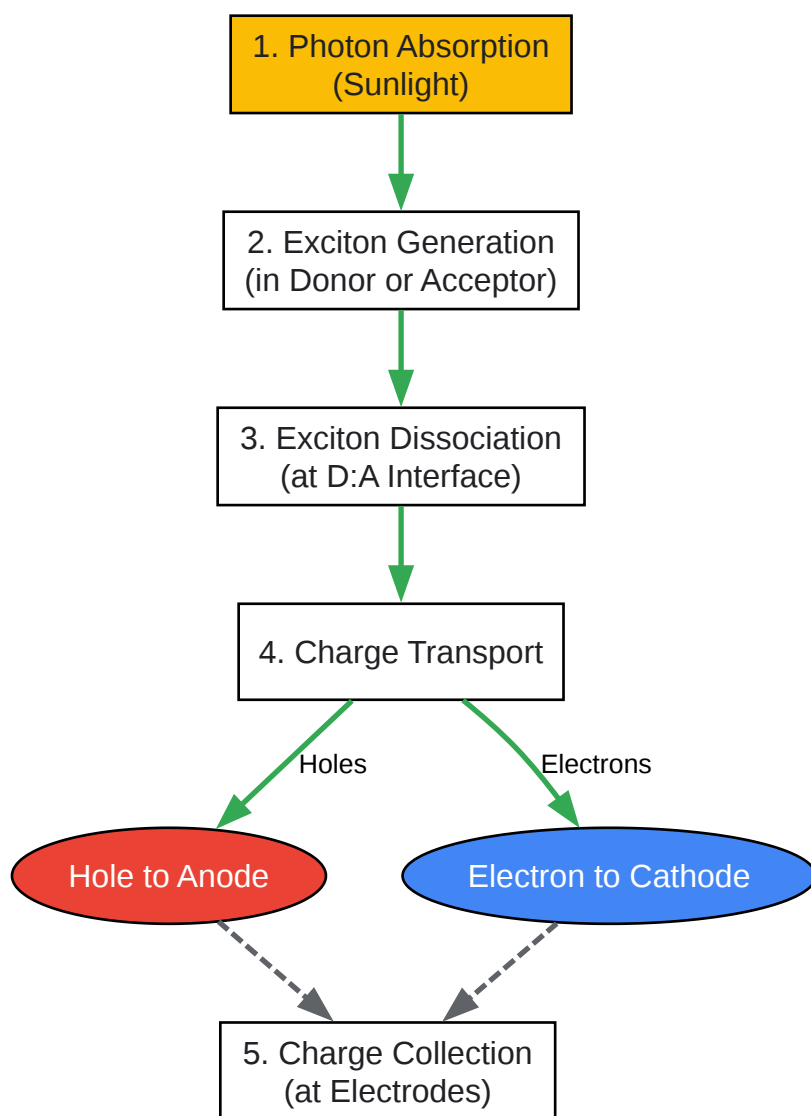 1. Photon Absorption
(Sunlight)
2. Exciton Generation
(in Donor or Acceptor)
3. Exciton Dissociation
(at D:A Interface)
4. Charge Transport
Holes
Electrons
Hole to Anode
Electron to Cathode
5. Charge Collection
(at Electrodes)